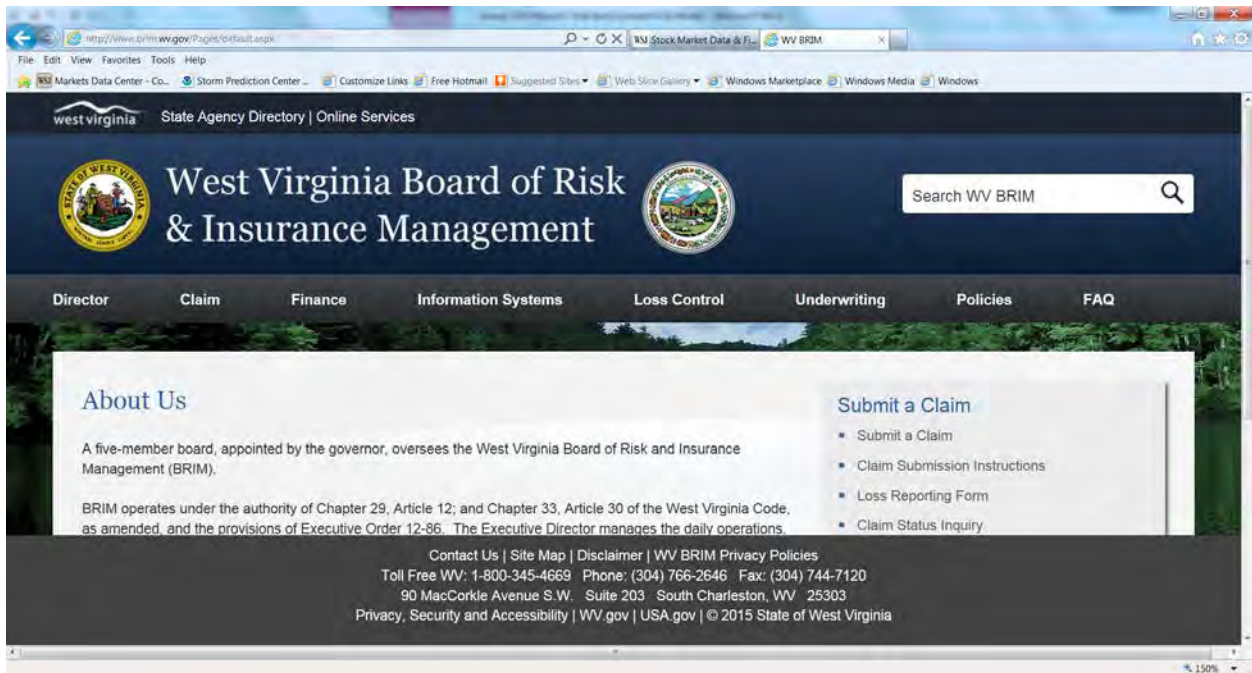 http://www.brim.wv.gov/Pages/default.aspx
WSJ Stock Market Data & Fi...
WV BRIM
File Edit View Favorites Tools Help
WSJ Markets Data Center - Co... Storm Prediction Center ... Customize Links Free Hotmail Suggested Sites Web Slice Gallery Windows Marketplace Windows Media Windows
west virginia State Agency Directory | Online Services
STATE OF WEST VIRGINIA
West Virginia Board of Risk
& Insurance Management
Search WV BRIM
Director Claim Finance Information Systems Loss Control Underwriting Policies FAQ
About Us
A five-member board, appointed by the governor, oversees the West Virginia Board of Risk and Insurance
Management (BRIM).
BRIM operates under the authority of Chapter 29, Article 12; and Chapter 33, Article 30 of the West Virginia Code,
as amended, and the provisions of Executive Order 12-86. The Executive Director manages the daily operations.
Submit a Claim
Submit a Claim
Claim Submission Instructions
Loss Reporting Form
Claim Status Inquiry
Contact Us | Site Map | Disclaimer | WV BRIM Privacy Policies
Toll Free WV: 1-800-345-4669 Phone: (304) 766-2646 Fax: (304) 744-7120
90 MacCorkle Avenue S.W. Suite 203 South Charleston, WV 25303
Privacy, Security and Accessibility | WV.gov | USA.gov | © 2015 State of West Virginia
150%